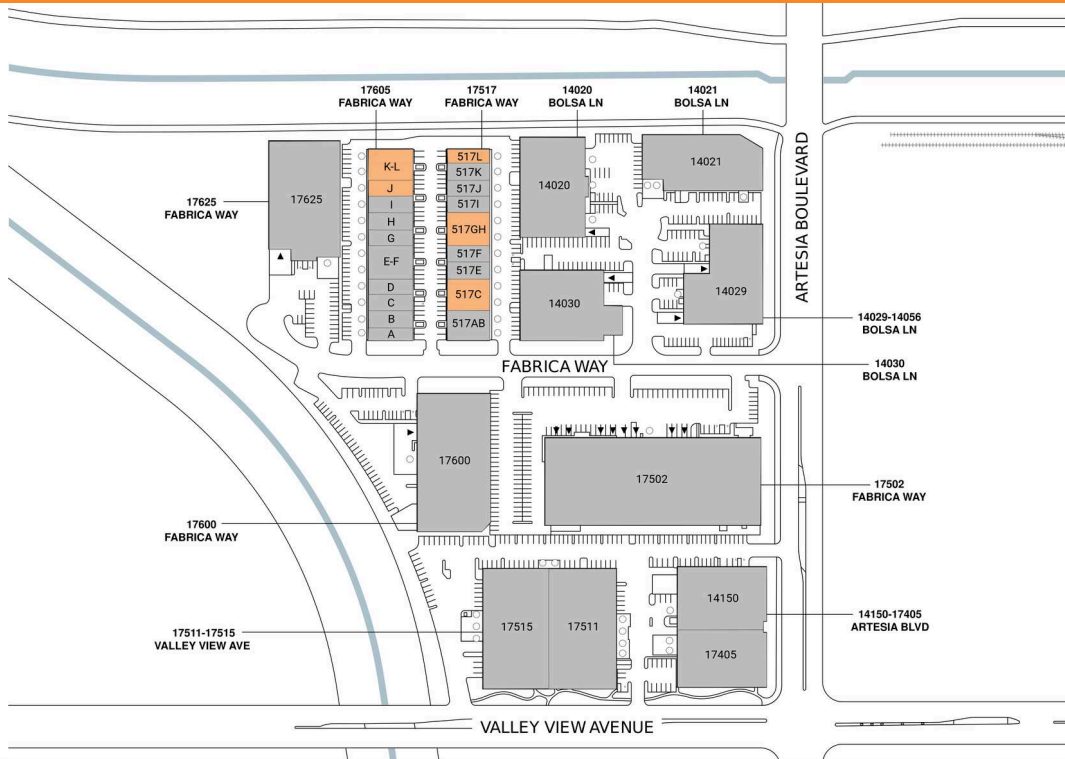 17605
FABRICA WAY
17517
FABRICA WAY
14020
BOLSA LN
14021
BOLSA LN
17625
FABRICA WAY
17625
K-L
J
I
H
G
E-F
D
C
B
A
517L
517K
517J
517I
517GH
517F
517E
517C
517AB
14020
14030
14021
14029
ARTESIA BOULEVARD
14029-14056
BOLSA LN
14030
BOLSA LN
FABRICA WAY
17600
17502
17502
FABRICA WAY
17600
FABRICA WAY
17515
17511
14150
17405
14150-17405
ARTESIA BLVD
17511-17515
VALLEY VIEW AVE
VALLEY VIEW AVENUE